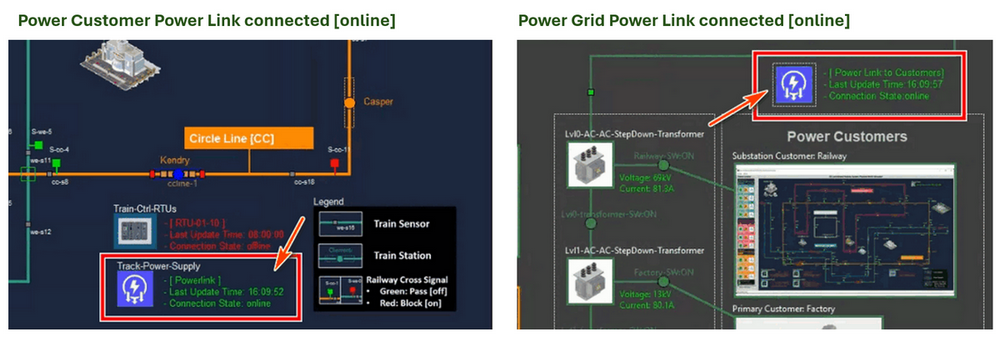 Power Customer Power Link connected [online]
Casper
Circle Line [CC]
S-we-5
S-cc-4
we-s11
cc-s8
Kendry
ccline-1
S-cc-1
cc-s16
we-s12
Train-Ctrl-RTUs
- [ RTU-01-10 ]
- Last Update Time: 08:00:00
- Connection State: offline
Track-Power-Supply
- [ Powerlink ]
- Last Update Time: 16:09:52
- Connection State: online
Legend
we-s10
Train Sensor
Train Station
Railway Cross Signal
• Green: Pass [off]
• Red: Block [on]
Power Grid Power Link connected [online]
- [ Power Link to Customers]
- Last Update Time:16:09:57
- Connection State:online
Lvl0-AC-AC-StepDown-Transformer
Railway-SW:ON
Voltage: 69kV
Current: 81.3A
Lvl0-transformer-SW:ON
Lvl1-AC-AC-StepDown-Transformer
Factory-SW:ON
Voltage: 13kV
Current: 80.1A
Power Customers
Substation Customer: Railway
Primary Customer: Factory